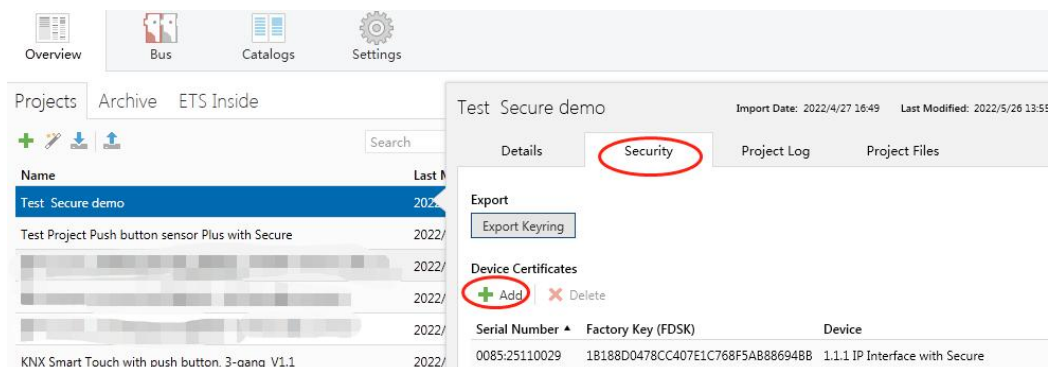 Overview Bus Catalogs Settings
Projects Archive ETS Inside
Search
Name Last M
Test Secure demo 202
Test Project Push button sensor Plus with Secure 2022/
2022/
2022/
2022/
KNX Smart Touch with push button, 3-gang V1.1 2022/
Test Secure demo Import Date: 2022/4/27 16:49 Last Modified: 2022/5/26 13:55
Details Security Project Log Project Files
Export
Export Keyring
Device Certificates
Add Delete
Serial Number Factory Key (FDSK) Device
0085:25110029 1B188D0478CC407E1C768F5AB88694BB 1.1.1 IP Interface with Secure